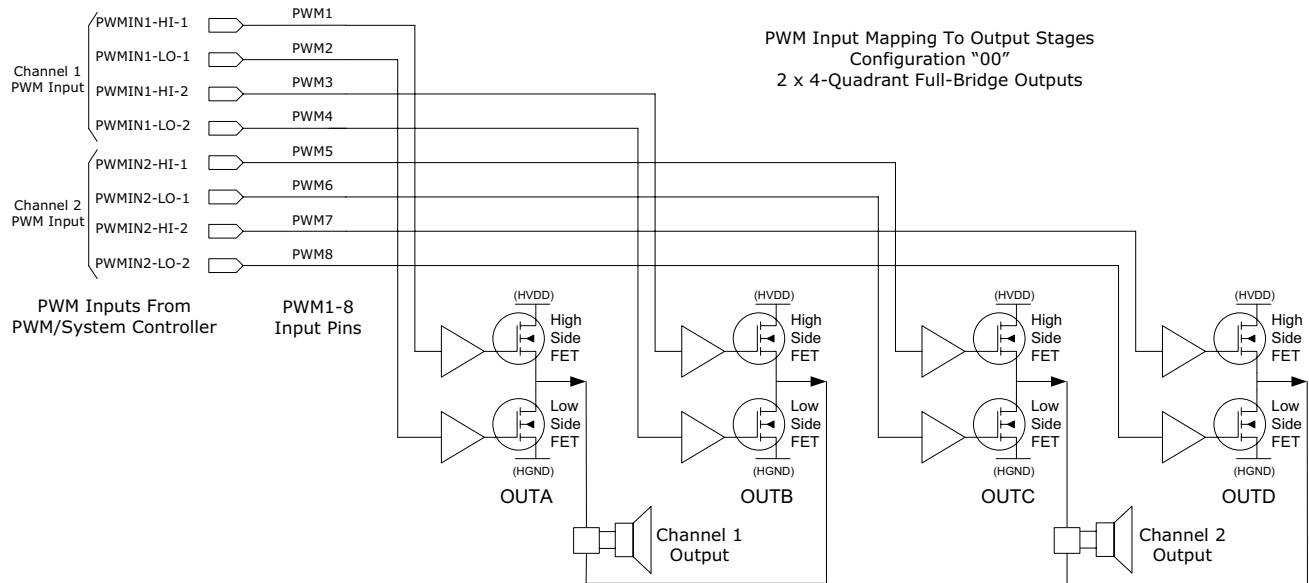 PWM Input Mapping To Output Stages
Configuration “00”
2 x 4-Quadrant Full-Bridge Outputs
Channel 1
PWM Input
PWMIN1-HI-1
PWM1
PWMIN1-LO-1
PWM2
PWMIN1-HI-2
PWM3
PWMIN1-LO-2
PWM4
Channel 2
PWM Input
PWMIN2-HI-1
PWM5
PWMIN2-LO-1
PWM6
PWMIN2-HI-2
PWM7
PWMIN2-LO-2
PWM8
PWM Inputs From
PWM/System Controller
PWM1-8
Input Pins
(HVDD)
High
Side
FET
Low
Side
FET
(HGND)
OUTA
(HVDD)
High
Side
FET
Low
Side
FET
(HGND)
OUTB
(HVDD)
High
Side
FET
Low
Side
FET
(HGND)
OUTC
(HVDD)
High
Side
FET
Low
Side
FET
(HGND)
OUTD
Channel 1
Output
Channel 2
Output